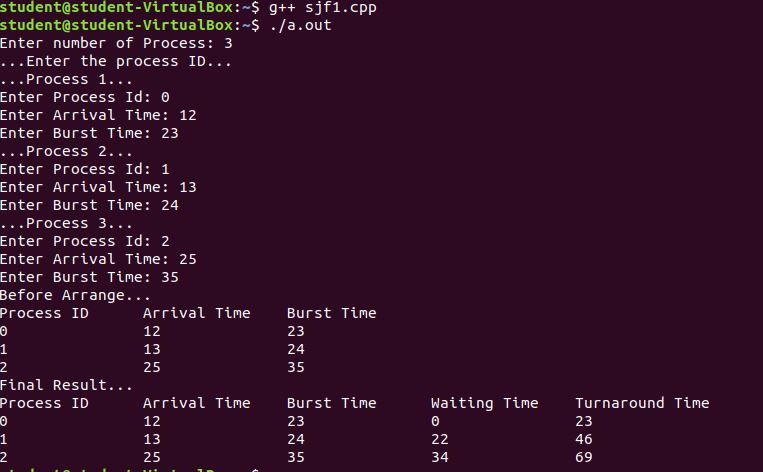 student@student-VirtualBox:~$ g++ sjf1.cpp
student@student-VirtualBox:~$ ./a.out
Enter number of Process: 3
...Enter the process ID...
...Process 1...
Enter Process Id: 0
Enter Arrival Time: 12
Enter Burst Time: 23
...Process 2...
Enter Process Id: 1
Enter Arrival Time: 13
Enter Burst Time: 24
...Process 3...
Enter Process Id: 2
Enter Arrival Time: 25
Enter Burst Time: 35
Before Arrange...
Process ID Arrival Time Burst Time
0 12 23
1 13 24
2 25 35
Final Result...
Process ID Arrival Time Burst Time Waiting Time Turnaround Time
0 12 23 0 23
1 13 24 22 46
2 25 35 34 69
student@student-VirtualBox:~$